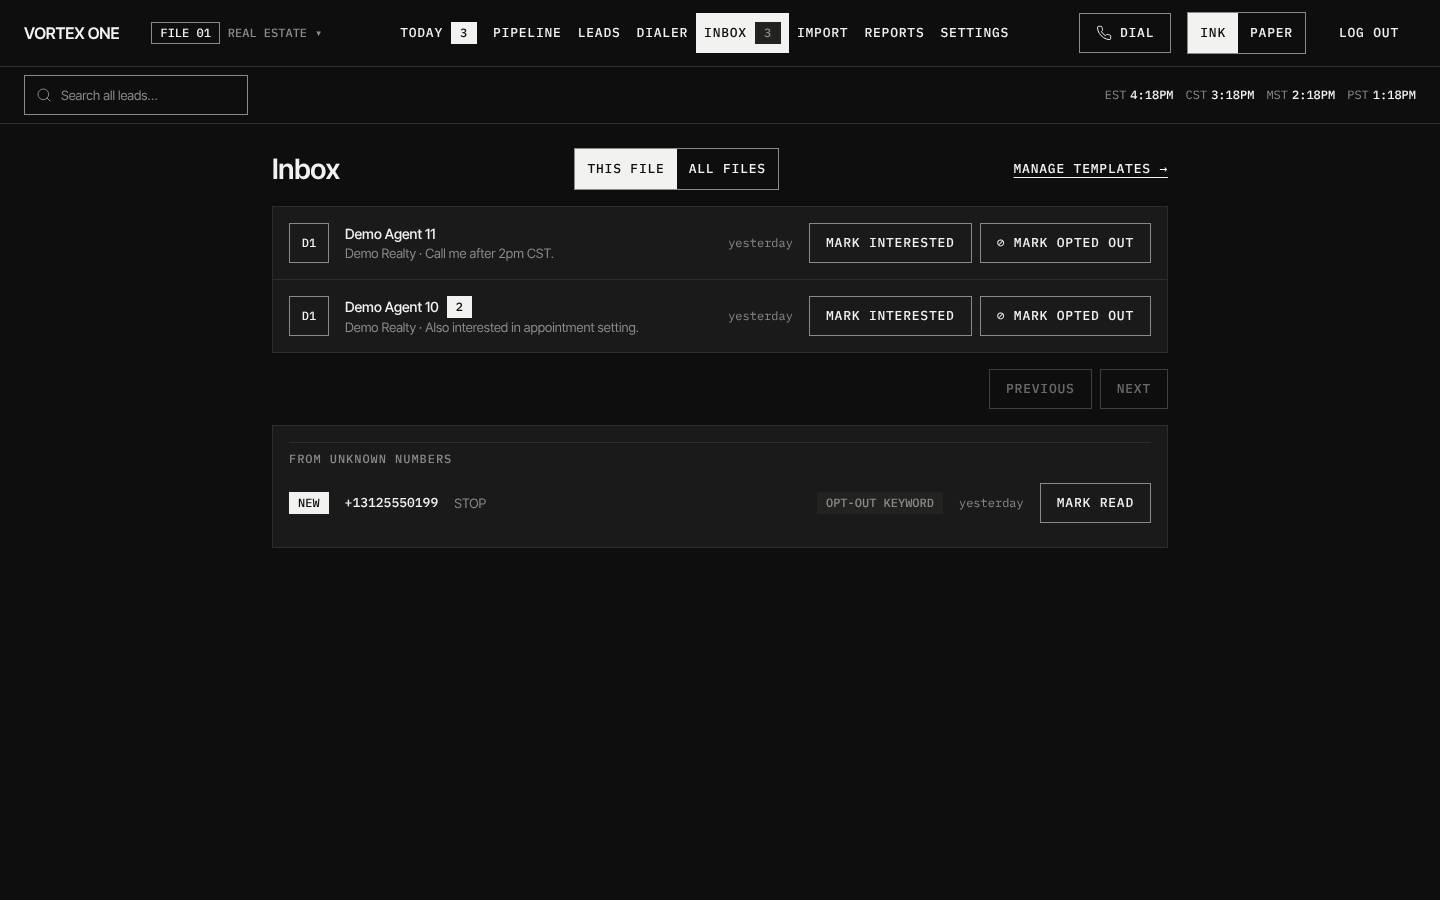 VORTEX ONE FILE 01 REAL ESTATE ▾ TODAY 3 PIPELINE LEADS DIALER INBOX 3 IMPORT REPORTS SETTINGS DIAL INK PAPER LOG OUT
Search all leads... EST 4:18PM CST 3:18PM MST 2:18PM PST 1:18PM
Inbox THIS FILE ALL FILES MANAGE TEMPLATES →
D1 Demo Agent 11 yesterday MARK INTERESTED ⊘ MARK OPTED OUT
Demo Realty · Call me after 2pm CST.
D1 Demo Agent 10 2 yesterday MARK INTERESTED ⊘ MARK OPTED OUT
Demo Realty · Also interested in appointment setting.
PREVIOUS NEXT
FROM UNKNOWN NUMBERS
NEW +13125550199 STOP OPT-OUT KEYWORD yesterday MARK READ